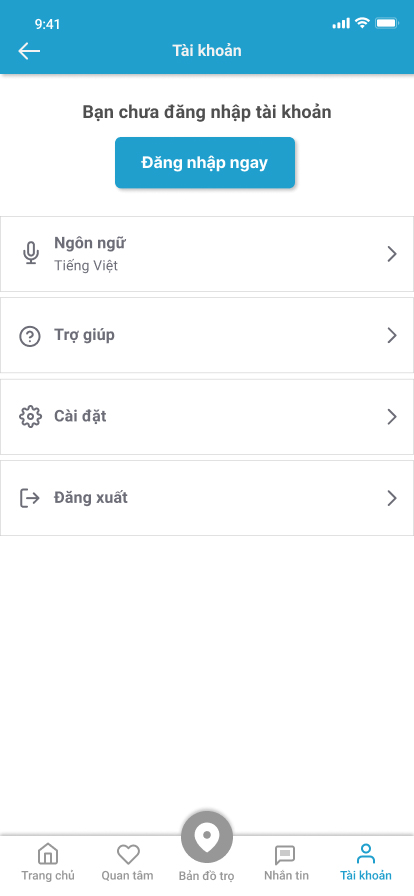 9:41
Tài khoản
Bạn chưa đăng nhập tài khoản
Đăng nhập ngay
Ngôn ngữ
Tiếng Việt
Trợ giúp
Cài đặt
Đăng xuất
Trang chủ
Quan tâm
Bản đồ trọ
Nhắn tin
Tài khoản